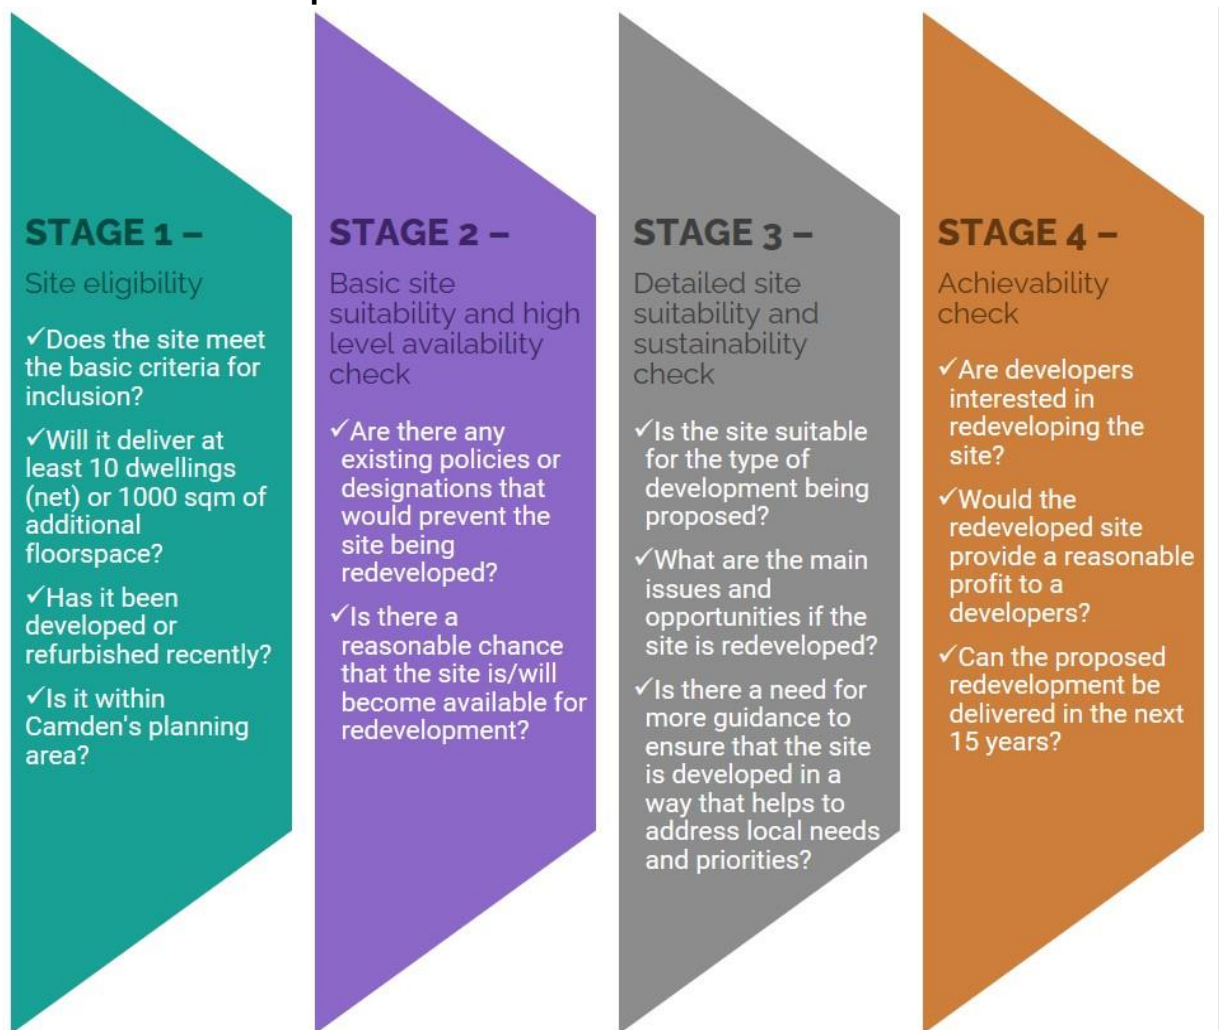 STAGE 1 –
Site eligibility
✓Does the site meet
the basic criteria for
inclusion?
✓Will it deliver at
least 10 dwellings
(net) or 1000 sqm of
additional
floorspace?
✓Has it been
developed or
refurbished recently?
✓Is it within
Camden's planning
area?
STAGE 2 –
Basic site
suitability and high
level availability
check
✓Are there any
existing policies or
designations that
would prevent the
site being
redeveloped?
✓Is there a
reasonable chance
that the site is/will
become available for
redevelopment?
STAGE 3 –
Detailed site
suitability and
sustainability
check
✓Is the site suitable
for the type of
development being
proposed?
✓What are the main
issues and
opportunities if the
site is redeveloped?
✓Is there a need for
more guidance to
ensure that the site
is developed in a
way that helps to
address local needs
and priorities?
STAGE 4 –
Achievability
check
✓Are developers
interested in
redeveloping the
site?
✓Would the
redeveloped site
provide a reasonable
profit to a
developers?
✓Can the proposed
redevelopment be
delivered in the next
15 years?